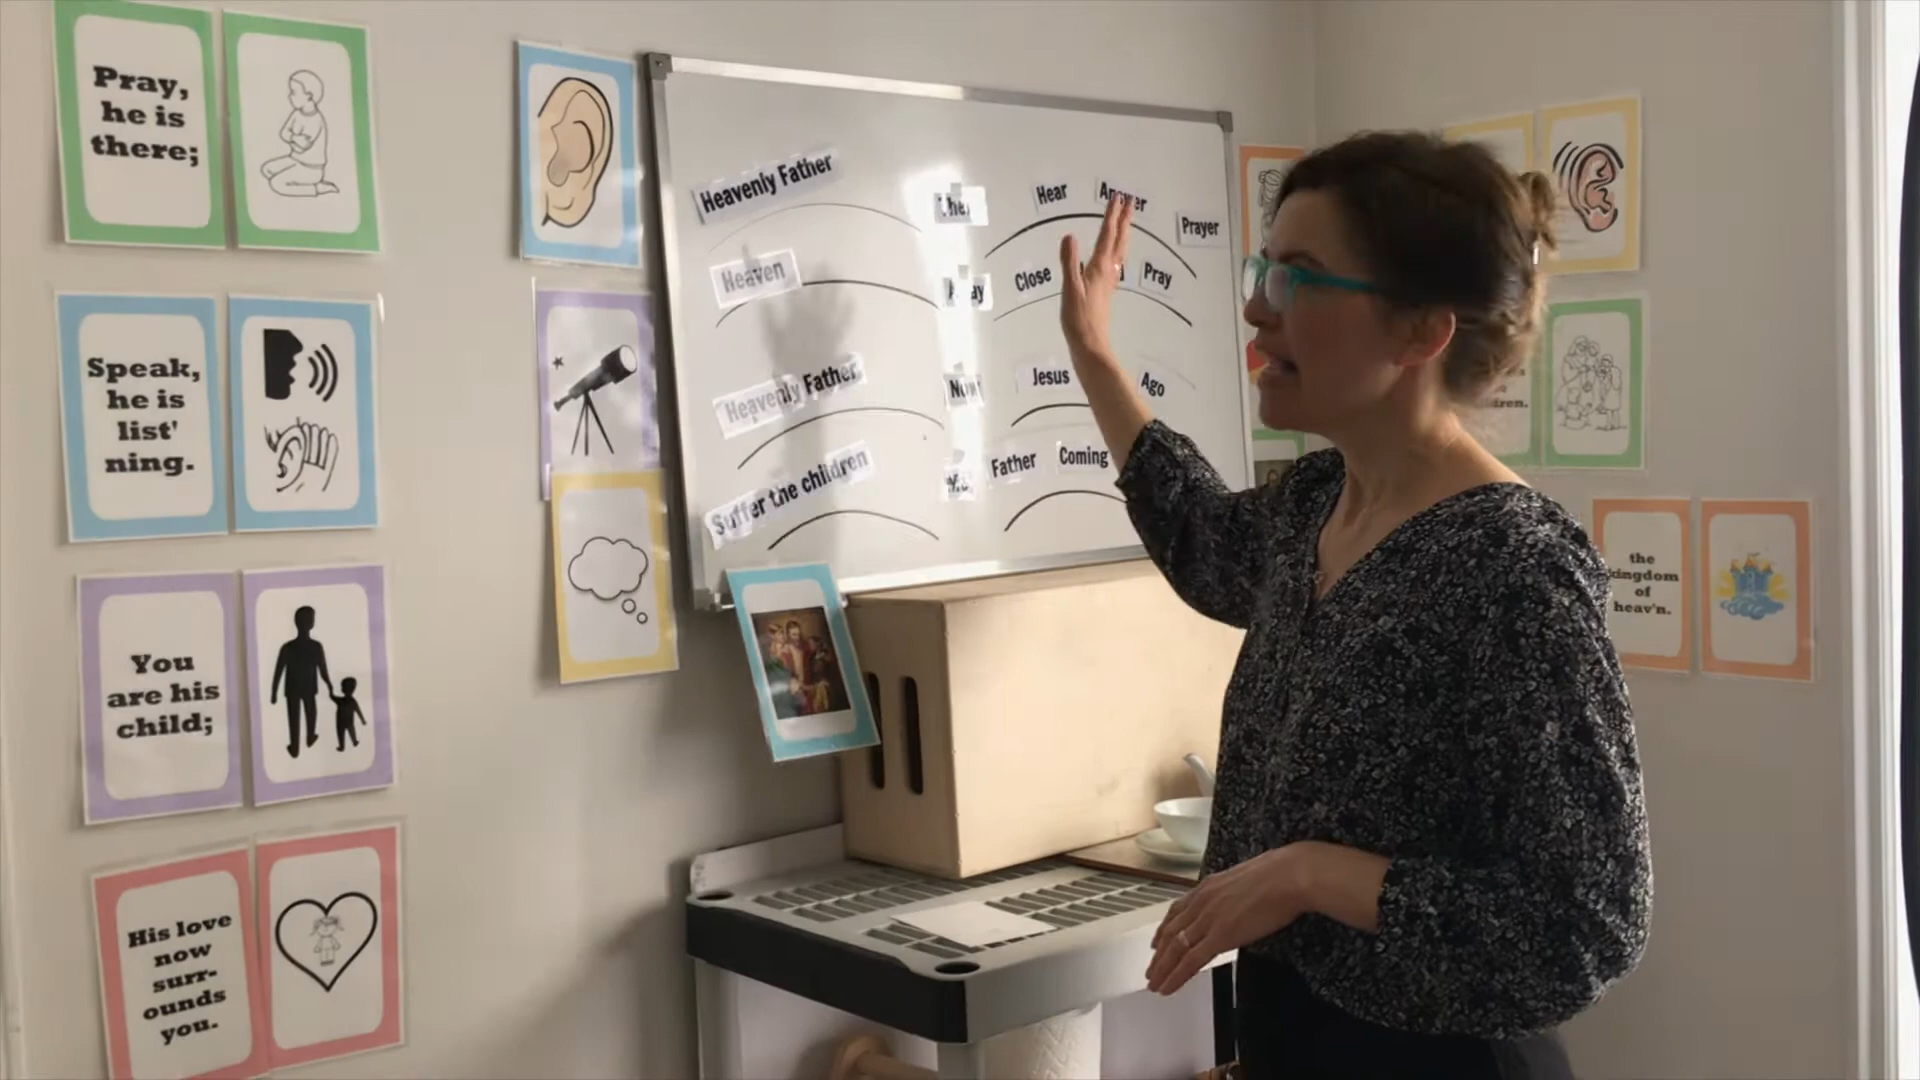 Pray,
he is
there;
Speak,
he is
list'
ning.
You
are his
child;
His love
now
surr-
ounds
you.
Heavenly Father
Hear
Answer
Prayer
Heaven
Close
Pray
Heavenly Father
Now
Jesus
Ago
Suffer the children
Father
Coming
the
kingdom
of
heav'n.